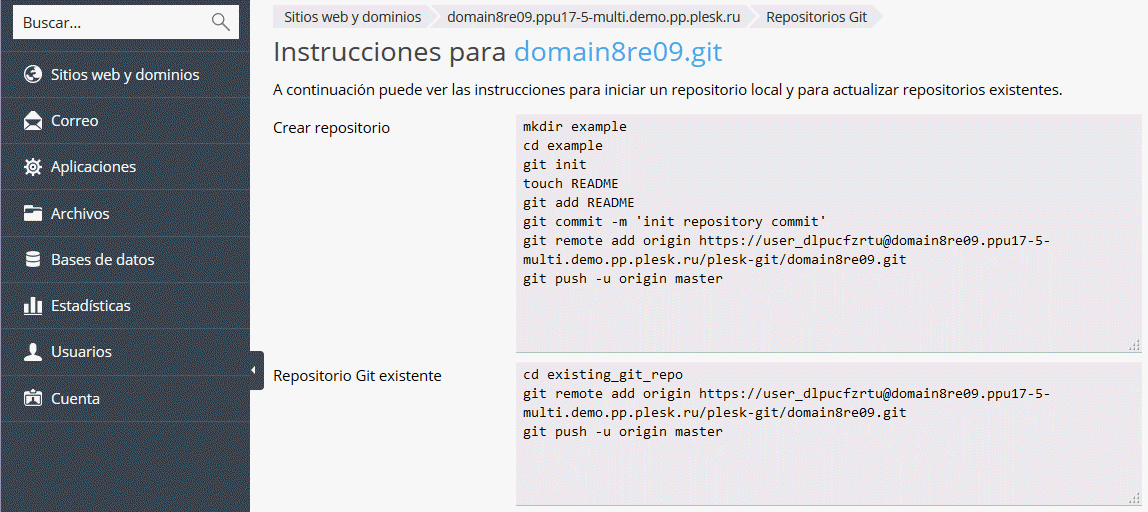 Buscar...
Sitios web y dominios
Correo
Aplicaciones
Archivos
Bases de datos
Estadísticas
Usuarios
Cuenta
Sitios web y dominios domain8re09.ppu17-5-multi.demo.pp.plesk.ru Repositorios Git
Instrucciones para domain8re09.git
A continuación puede ver las instrucciones para iniciar un repositorio local y para actualizar repositorios existentes.
Crear repositorio
mkdir example
cd example
git init
touch README
git add README
git commit -m 'init repository commit'
git remote add origin https://user_dlpucfzrtu@domain8re09.ppu17-5-
multi.demo.pp.plesk.ru/plesk-git/domain8re09.git
git push -u origin master
Repositorio Git existente
cd existing_git_repo
git remote add origin https://user_dlpucfzrtu@domain8re09.ppu17-5-
multi.demo.pp.plesk.ru/plesk-git/domain8re09.git
git push -u origin master